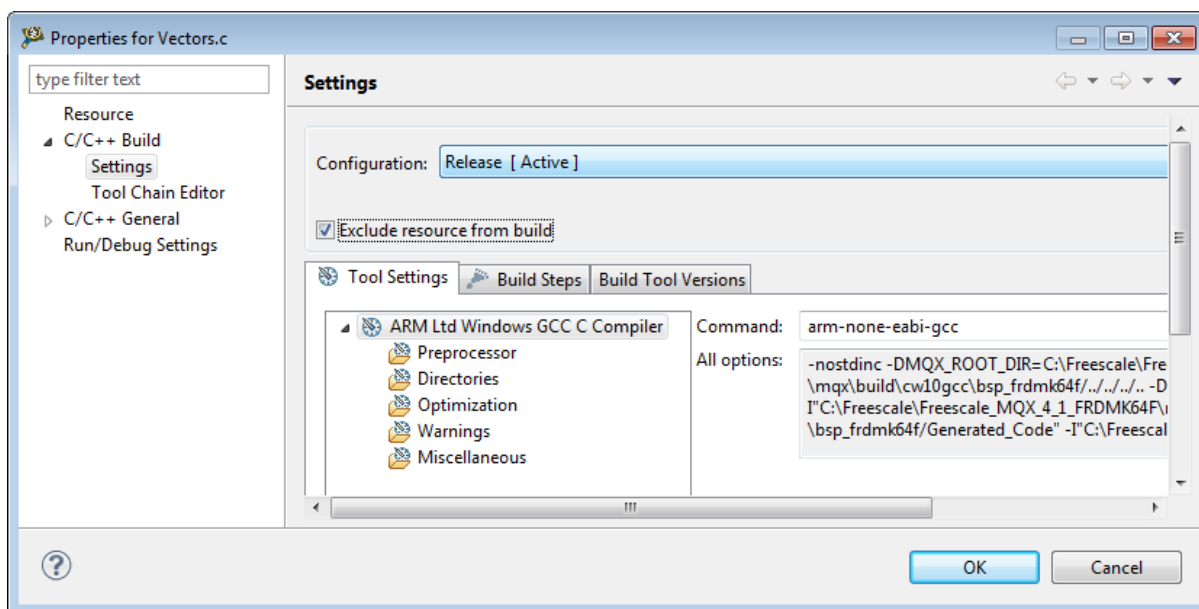 Properties for Vectors.c
type filter text
Resource
C/C++ Build
Settings
Tool Chain Editor
C/C++ General
Run/Debug Settings
Settings
Configuration: Release [ Active ]
Exclude resource from build
Tool Settings Build Steps Build Tool Versions
ARM Ltd Windows GCC C Compiler
Preprocessor
Directories
Optimization
Warnings
Miscellaneous
Command: arm-none-eabi-gcc
All options: -nostdinc -DMQX_ROOT_DIR=C:\Freescale\Fre
\mqx\build\cw10gcc\bsp_frdmk64f/../../../.. -D
I"C:\Freescale\Freescale_MQX_4_1_FRDMK64F\
\bsp_frdmk64f/Generated_Code" -I"C:\Freescal
OK Cancel